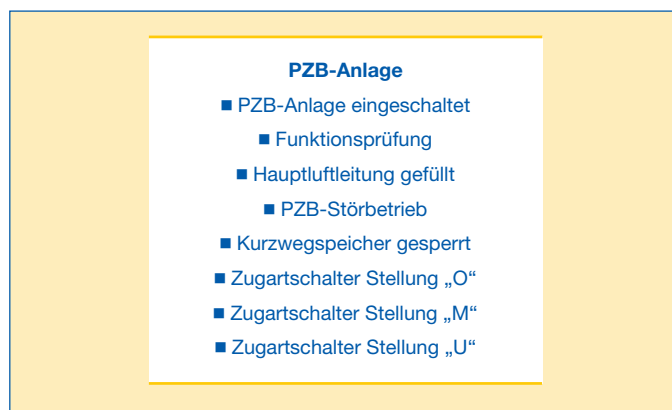 PZB-Anlage
■ PZB-Anlage eingeschaltet
■ Funktionsprüfung
■ Hauptluftleitung gefüllt
■ PZB-Störbetrieb
■ Kurzwegspeicher gesperrt
■ Zugartschalter Stellung „O“
■ Zugartschalter Stellung „M“
■ Zugartschalter Stellung „U“